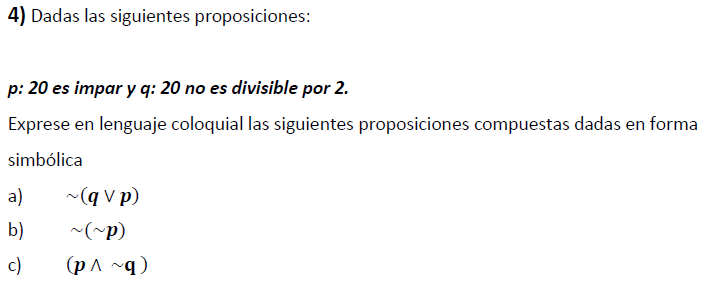 4) Dadas las siguientes proposiciones:
p: 20 es impar y q: 20 no es divisible por 2.
Exprese en lenguaje coloquial las siguientes proposiciones compuestas dadas en forma
simbólica
a) ~(q ∨ p)
b) ~(~p)
c) (p ∧ ~q )